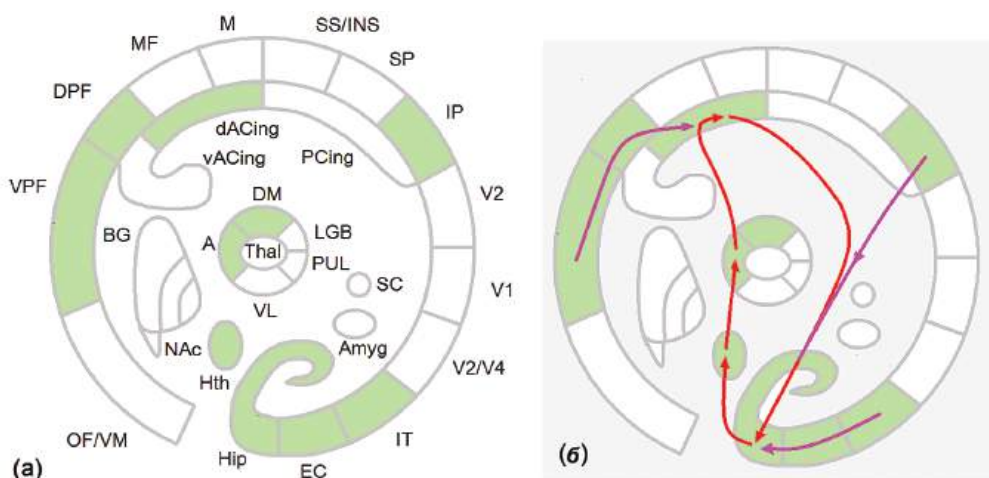 M
SS/INS
MF
SP
DPF
IP
dACing
vACing
PCing
VPF
DM
V2
BG
A
Thal
LGB
PUL
SC
V1
VL
NAc
Amyg
Hth
V2/V4
OF/VM
IT
Hip
EC
(а)
(б)